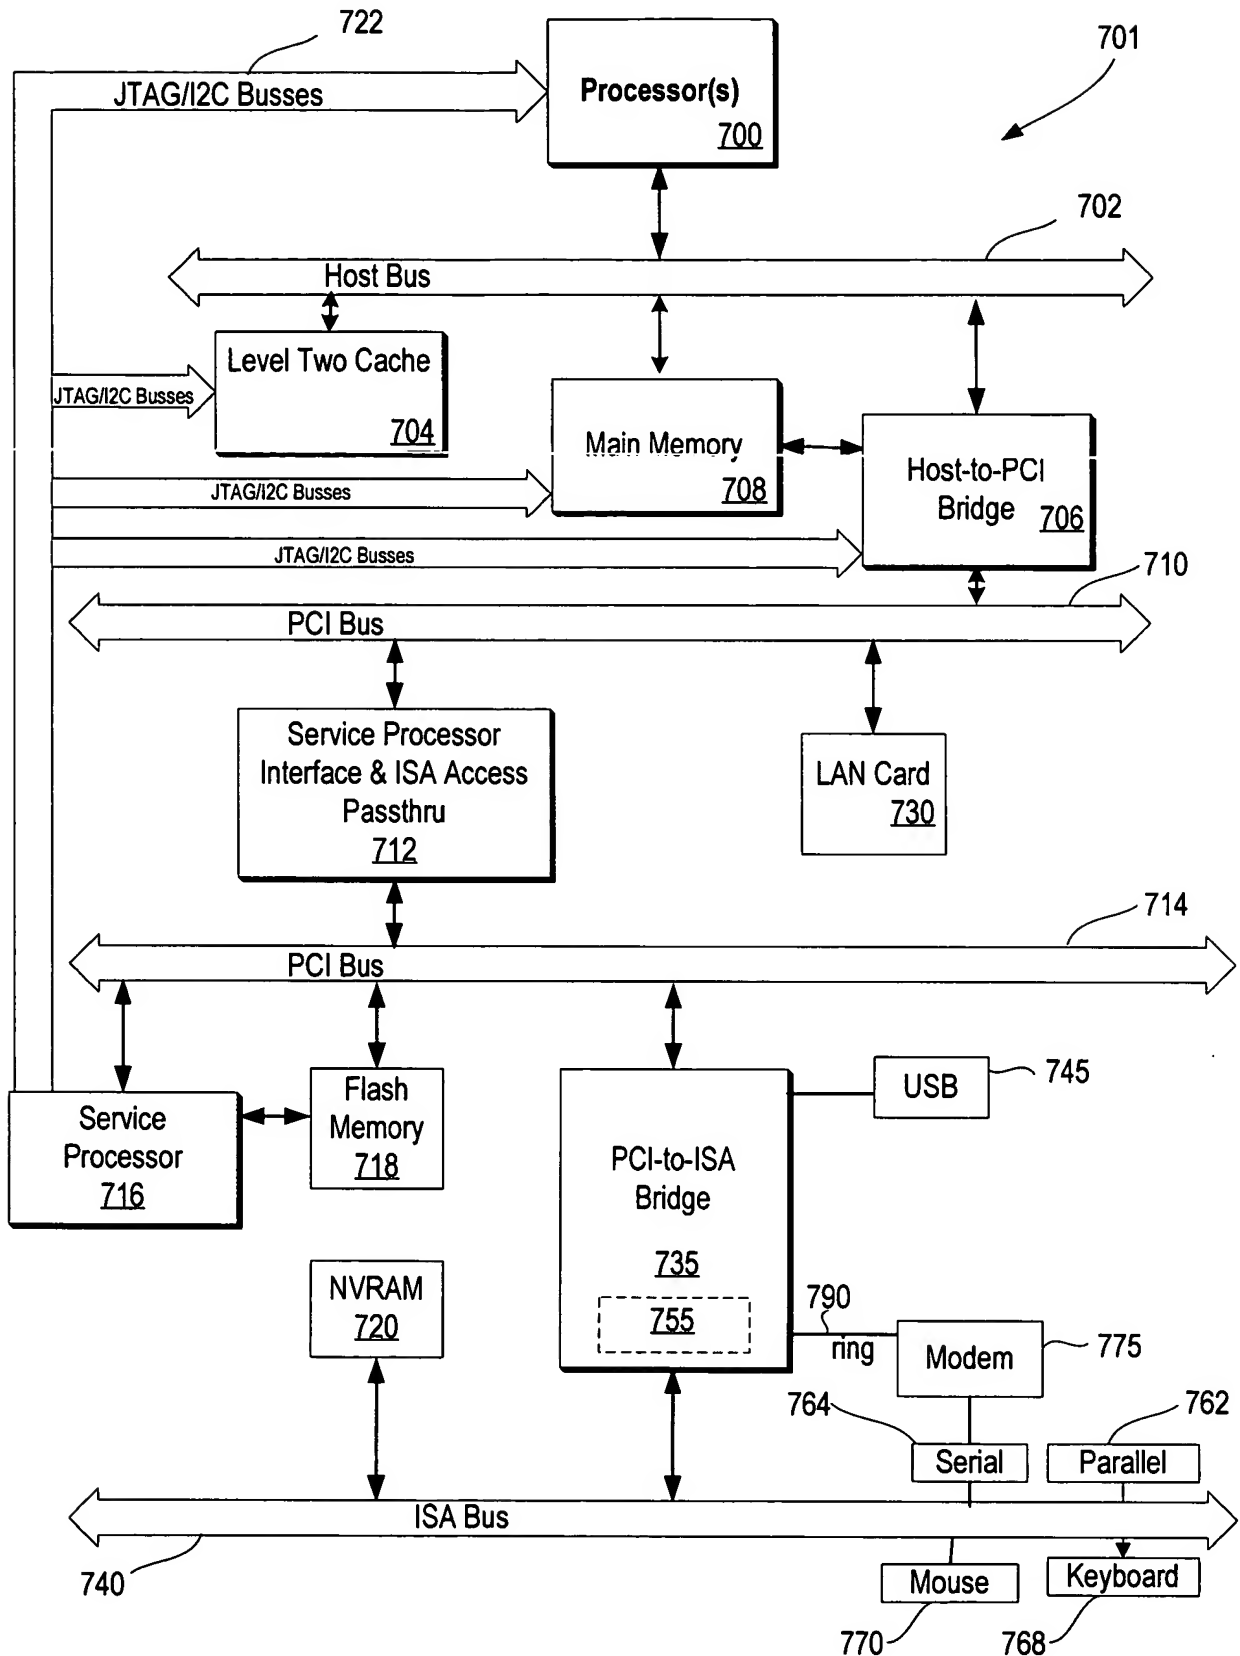 722
701
JTAG/I2C Busses
Processor(s)
700
702
Host Bus
Level Two Cache
704
JTAG/I2C Busses
Main Memory
708
Host-to-PCI
Bridge
706
JTAG/I2C Busses
JTAG/I2C Busses
710
PCI Bus
Service Processor
Interface & ISA Access
Passthru
712
LAN Card
730
714
PCI Bus
Service
Processor
716
Flash
Memory
718
USB
745
PCI-to-ISA
Bridge
735
755
NVRAM
720
790
ring
Modem
775
764
762
Serial
Parallel
ISA Bus
740
Mouse
Keyboard
770
768